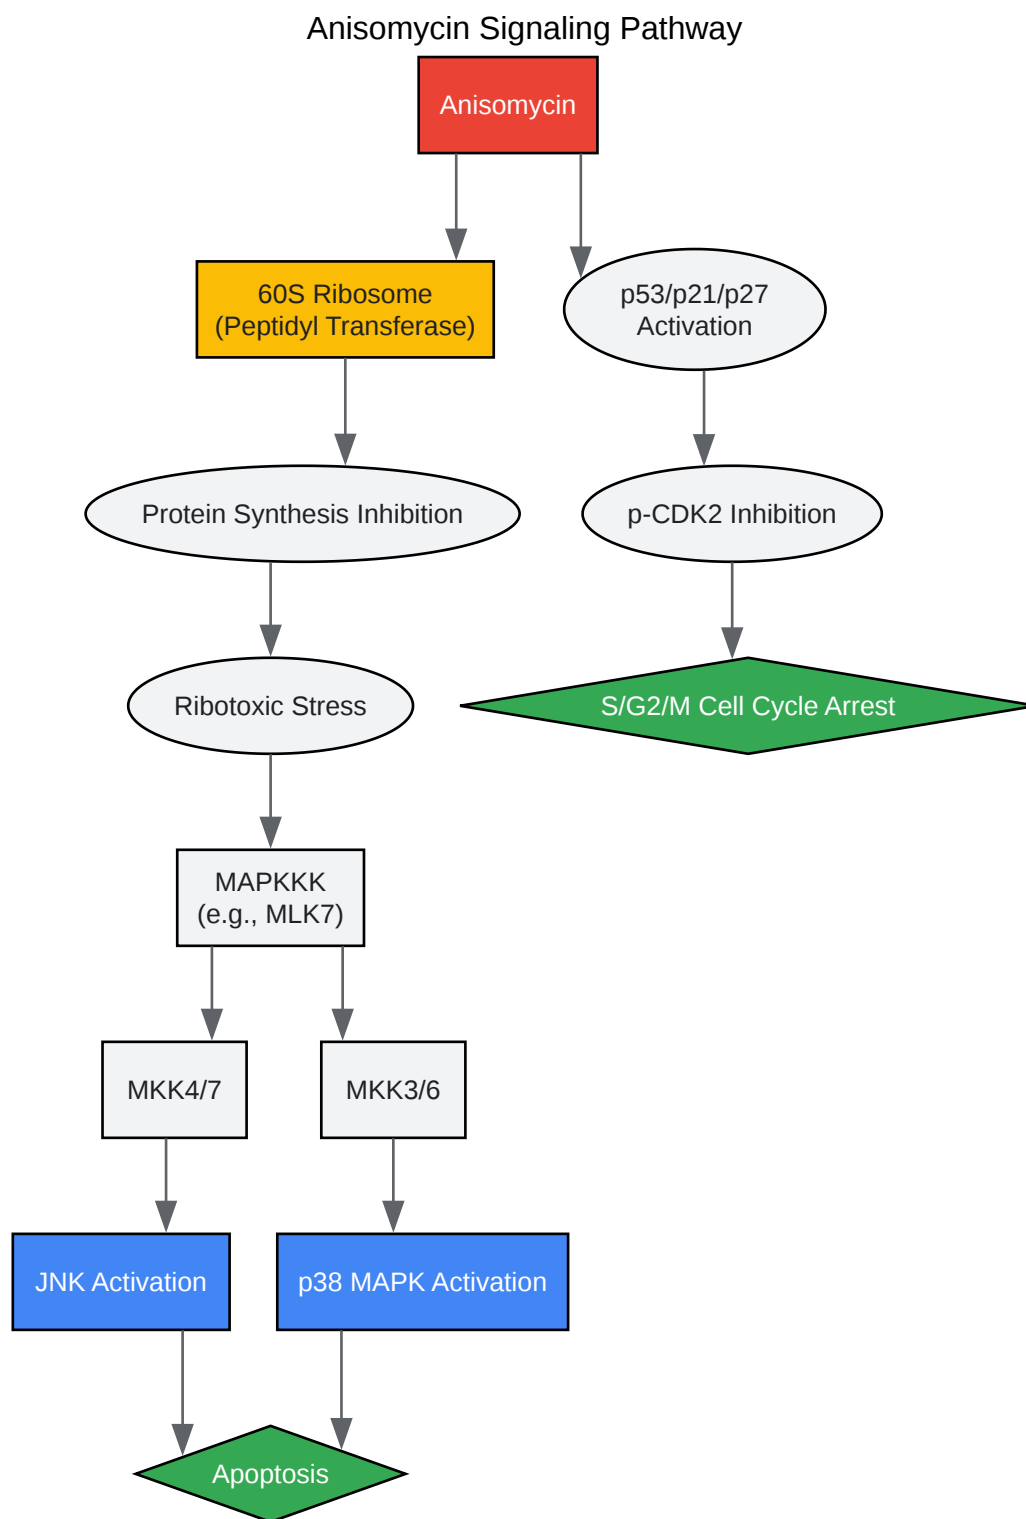 Anisomycin Signaling Pathway
Anisomycin
60S Ribosome
(Peptidyl Transferase)
p53/p21/p27
Activation
Protein Synthesis Inhibition
p-CDK2 Inhibition
Ribotoxic Stress
S/G2/M Cell Cycle Arrest
MAPKKK
(e.g., MLK7)
MKK4/7
MKK3/6
JNK Activation
p38 MAPK Activation
Apoptosis